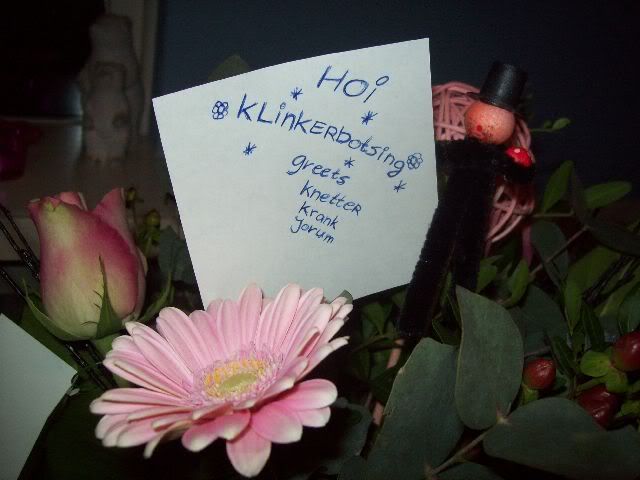 Hoi
KLinKERbotsing
greets
KnettER
Krank
Jorum